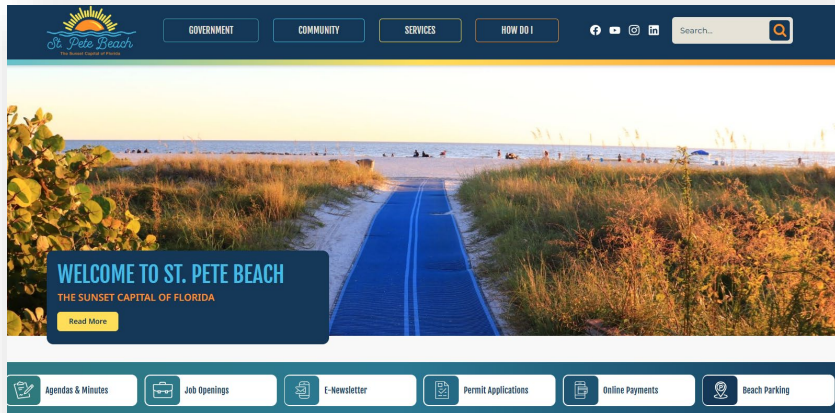 St. Pete Beach
The Sunset Capital of Florida
GOVERNMENT
COMMUNITY
SERVICES
HOW DO I
Search...
WELCOME TO ST. PETE BEACH
THE SUNSET CAPITAL OF FLORIDA
Read More
Agendas & Minutes
Job Openings
E-Newsletter
Permit Applications
Online Payments
Beach Parking